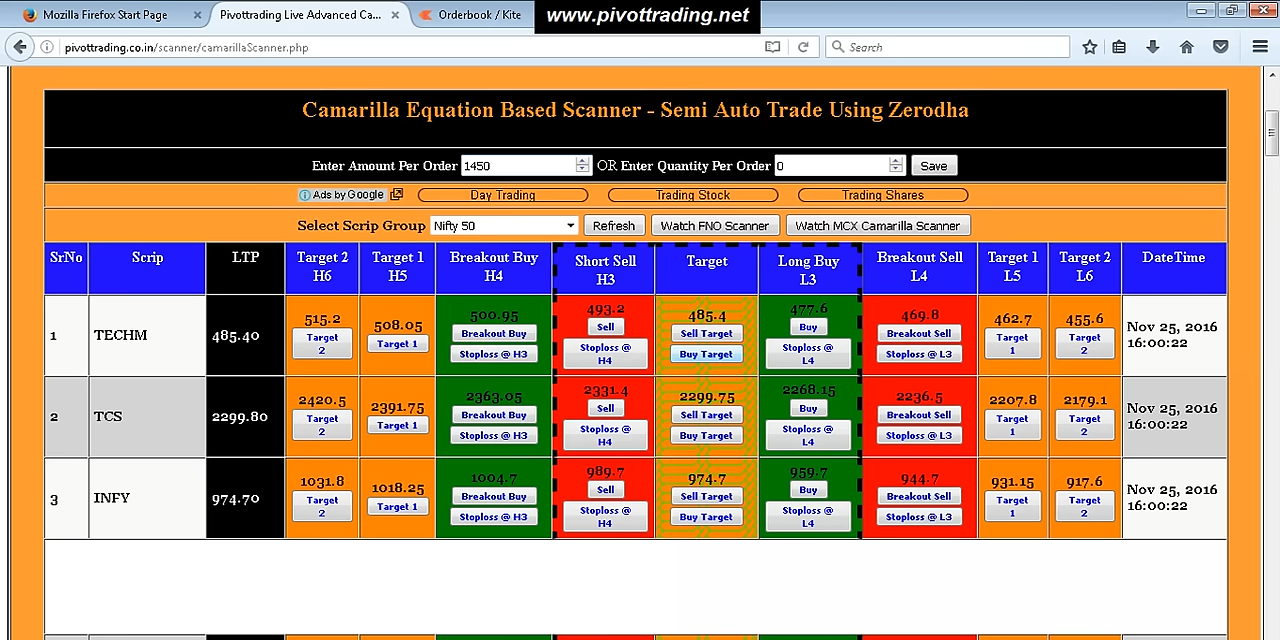 Mozilla Firefox Start Page
Pivottrading Live Advanced Ca...
Orderbook / Kite
www.pivottrading.net
pivottrading.co.in/scanner/camarillaScanner.php
Search
Camarilla Equation Based Scanner - Semi Auto Trade Using Zerodha
Enter Amount Per Order 1450 OR Enter Quantity Per Order 0 Save
Ads by Google Day Trading Trading Stock Trading Shares
Select Scrip Group Nifty 50 Refresh Watch FNO Scanner Watch MCX Camarilla Scanner
SrNo Scrip LTP Target 2 H6 Target 1 H5 Breakout Buy H4 Short Sell H3 Target Long Buy L3 Breakout Sell L4 Target 1 L5 Target 2 L6 DateTime
1 TECHM 485.40 515.2 Target 2 508.05 Target 1 500.95 Breakout Buy Stoploss @ H3 493.2 Sell Stoploss @ H4 485.4 Sell Target Buy Target 477.6 Buy Stoploss @ L4 469.8 Breakout Sell Stoploss @ L3 462.7 Target 1 455.6 Target 2 Nov 25, 2016 16:00:22
2 TCS 2299.80 2420.5 Target 2 2391.75 Target 1 2363.05 Breakout Buy Stoploss @ H3 2331.4 Sell Stoploss @ H4 2299.75 Sell Target Buy Target 2268.15 Buy Stoploss @ L4 2236.5 Breakout Sell Stoploss @ L3 2207.8 Target 1 2179.1 Target 2 Nov 25, 2016 16:00:22
3 INFY 974.70 1031.8 Target 2 1018.25 Target 1 1004.7 Breakout Buy Stoploss @ H3 989.7 Sell Stoploss @ H4 974.7 Sell Target Buy Target 959.7 Buy Stoploss @ L4 944.7 Breakout Sell Stoploss @ L3 931.15 Target 1 917.6 Target 2 Nov 25, 2016 16:00:22